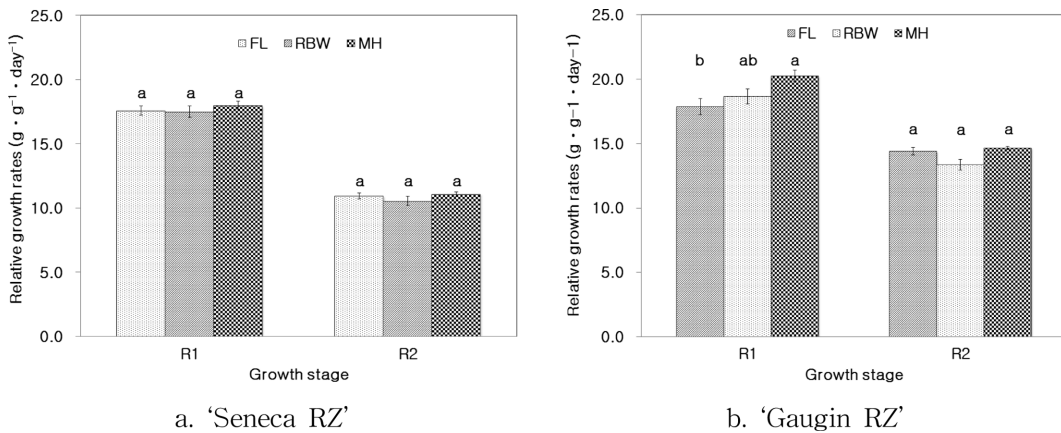 Relative growth rates (g・g⁻¹・day⁻¹)
25.0
20.0
15.0
10.0
5.0
0.0
FL RBW MH
a a a
a a a
R1 R2
Growth stage
a. ‘Seneca RZ’
Relative growth rates (g・g−1・day−1)
25.0
20.0
15.0
10.0
5.0
0.0
FL RBW MH
b ab a
a a a
R1 R2
Growth stage
b. ‘Gaugin RZ’